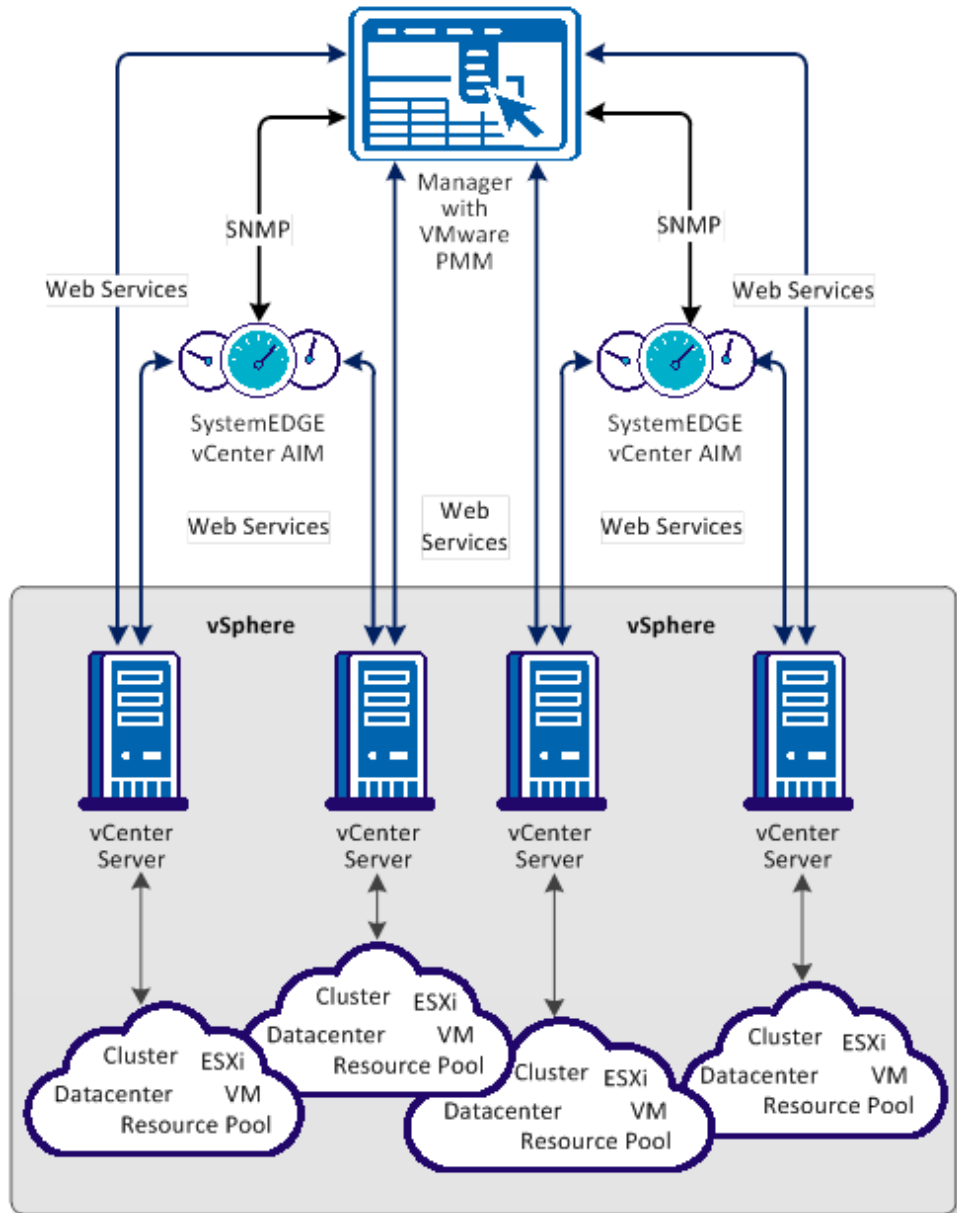 Manager
with
VMware
PMM
SNMP
SNMP
Web Services
Web Services
SystemEDGE
vCenter AIM
SystemEDGE
vCenter AIM
Web Services
Web
Services
Web Services
vSphere
vSphere
vCenter
Server
vCenter
Server
vCenter
Server
vCenter
Server
Cluster ESXi
Datacenter VM
Resource Pool
Cluster ESXi
Datacenter VM
Resource Pool
Cluster ESXi
Datacenter VM
Resource Pool
Cluster ESXi
Datacenter VM
Resource Pool